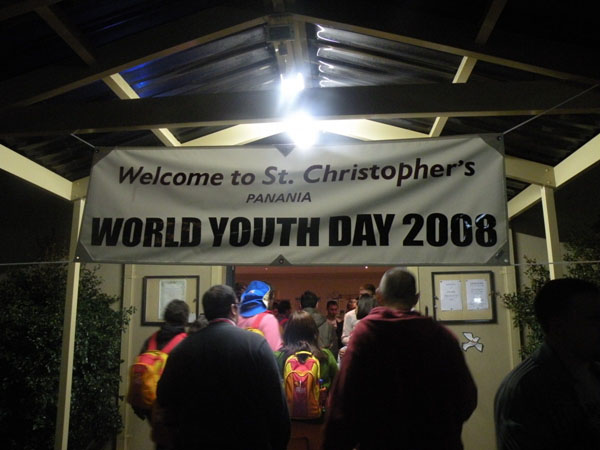 Welcome to St. Christopher's
PANANIA
WORLD YOUTH DAY 2008